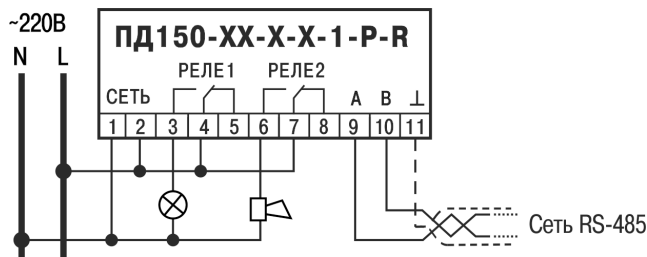 ~220В
N L
ПД150-ХХ-Х-Х-1-Р-R
РЕЛЕ1 РЕЛЕ2
СЕТЬ A B ⊥
1 2 3 4 5 6 7 8 9 10 11
Сеть RS-485